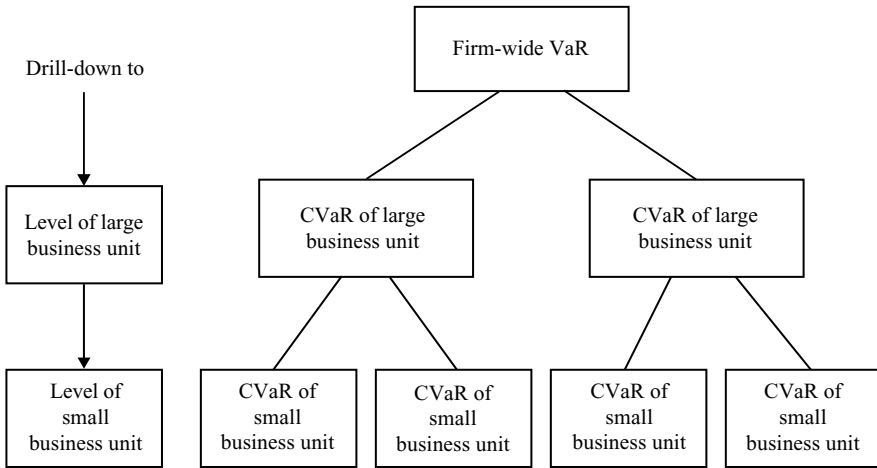 Firm-wide VaR
Drill-down to
Level of large
business unit
CVaR of large
business unit
CVaR of large
business unit
Level of
small
business unit
CVaR of
small
business unit
CVaR of
small
business unit
CVaR of
small
business unit
CVaR of
small
business unit